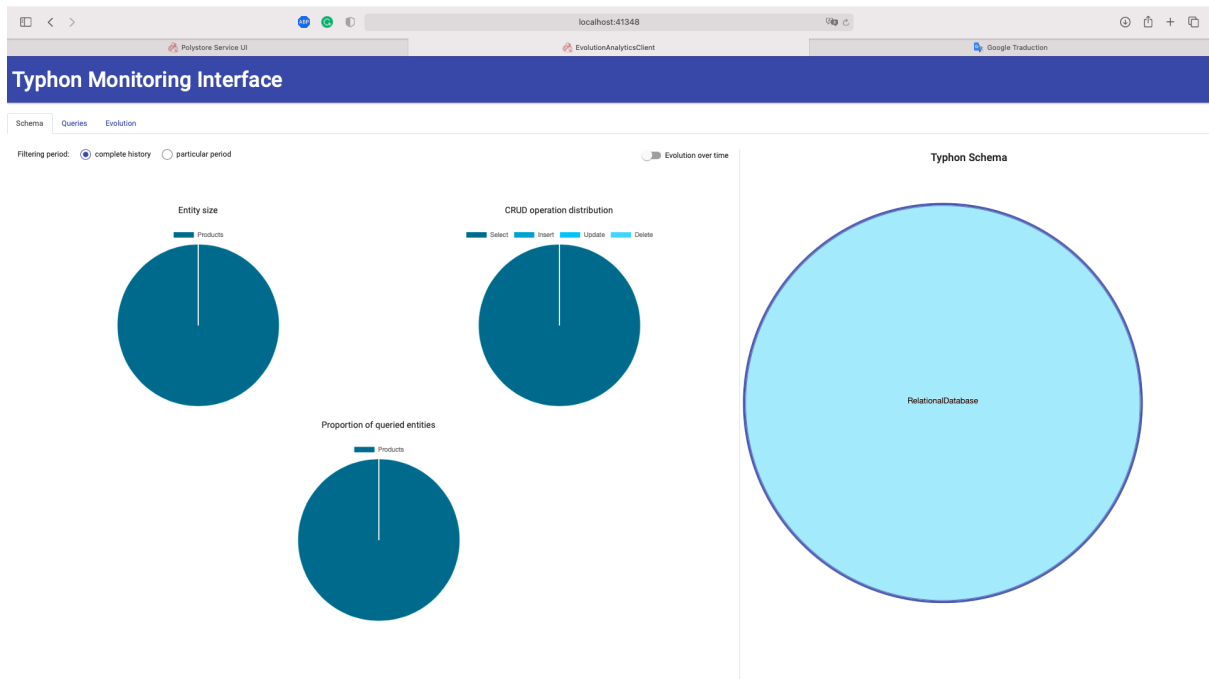 localhost:41348
Polystore Service UI
EvolutionAnalyticsClient
Google Traduction
Typhon Monitoring Interface
Schema Queries Evolution
Filtering period: complete history particular period Evolution over time
Typhon Schema
Entity size
Products
CRUD operation distribution
Select Insert Update Delete
Proportion of queried entities
Products
RelationalDatabase